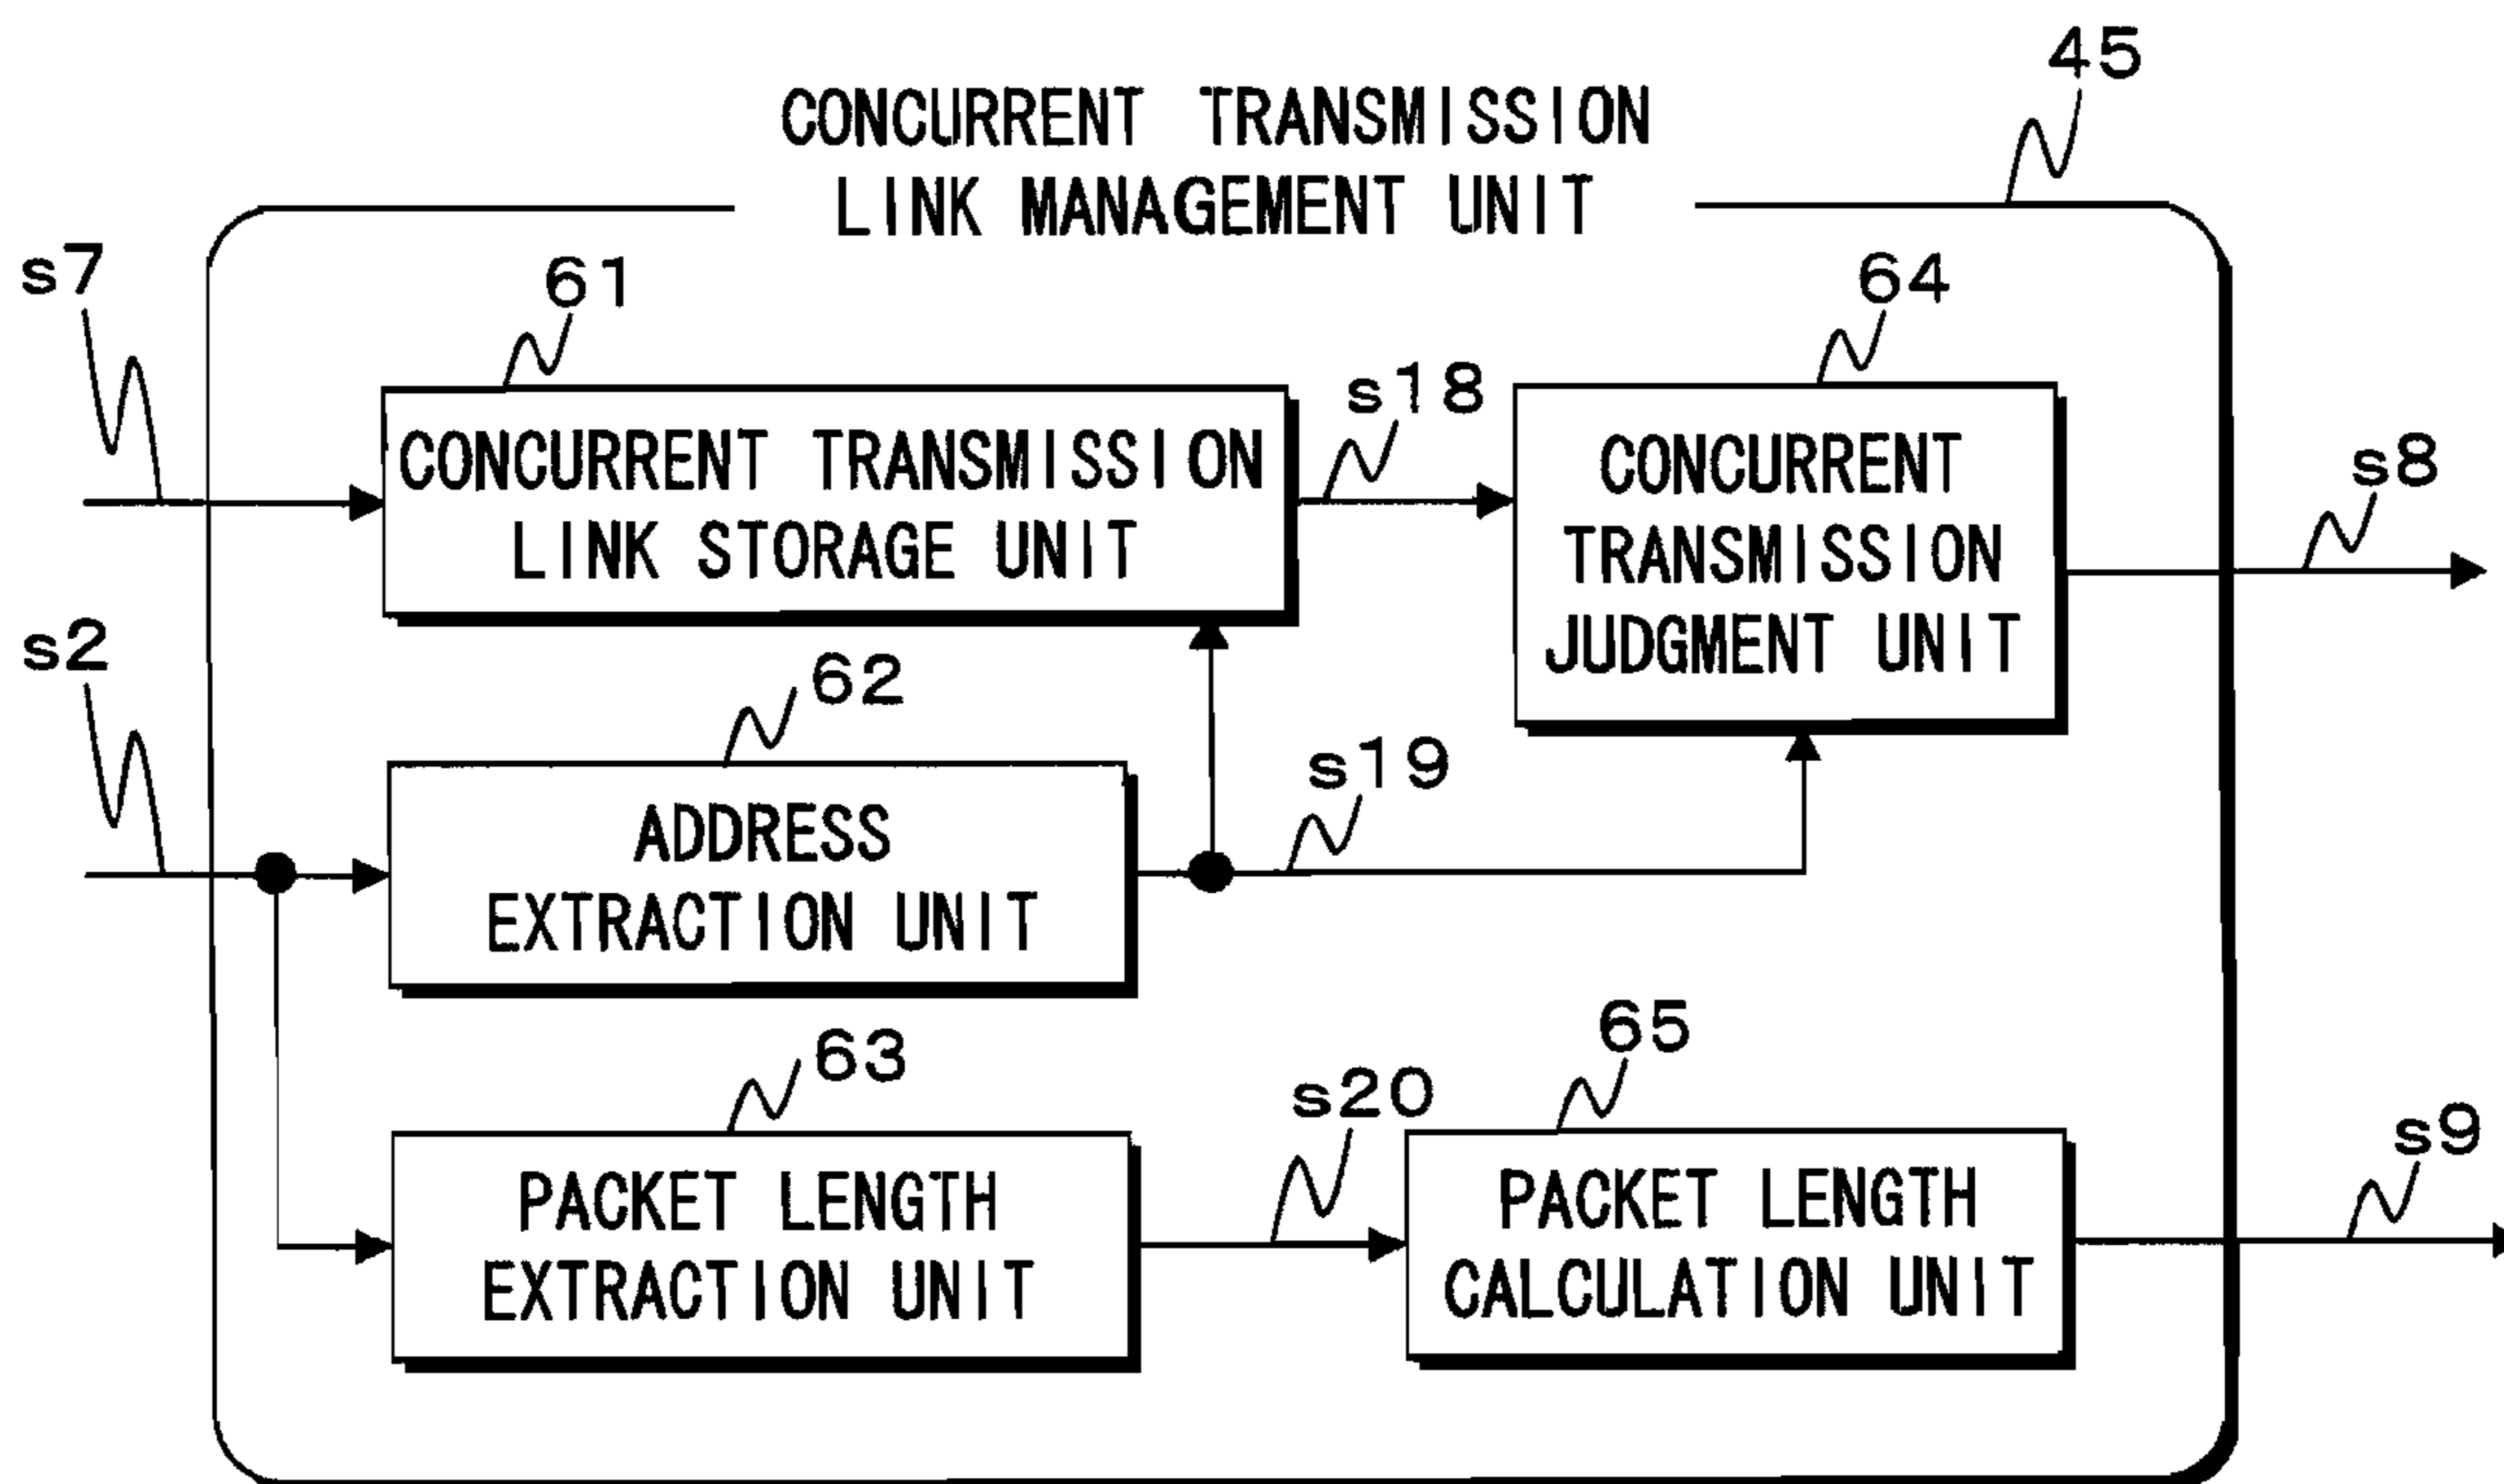 45
CONCURRENT TRANSMISSION
LINK MANAGEMENT UNIT
s7
61
64
s18
CONCURRENT TRANSMISSION
LINK STORAGE UNIT
CONCURRENT
TRANSMISSION
JUDGMENT UNIT
s8
s2
62
s19
ADDRESS
EXTRACTION UNIT
63
65
s20
s9
PACKET LENGTH
EXTRACTION UNIT
PACKET LENGTH
CALCULATION UNIT